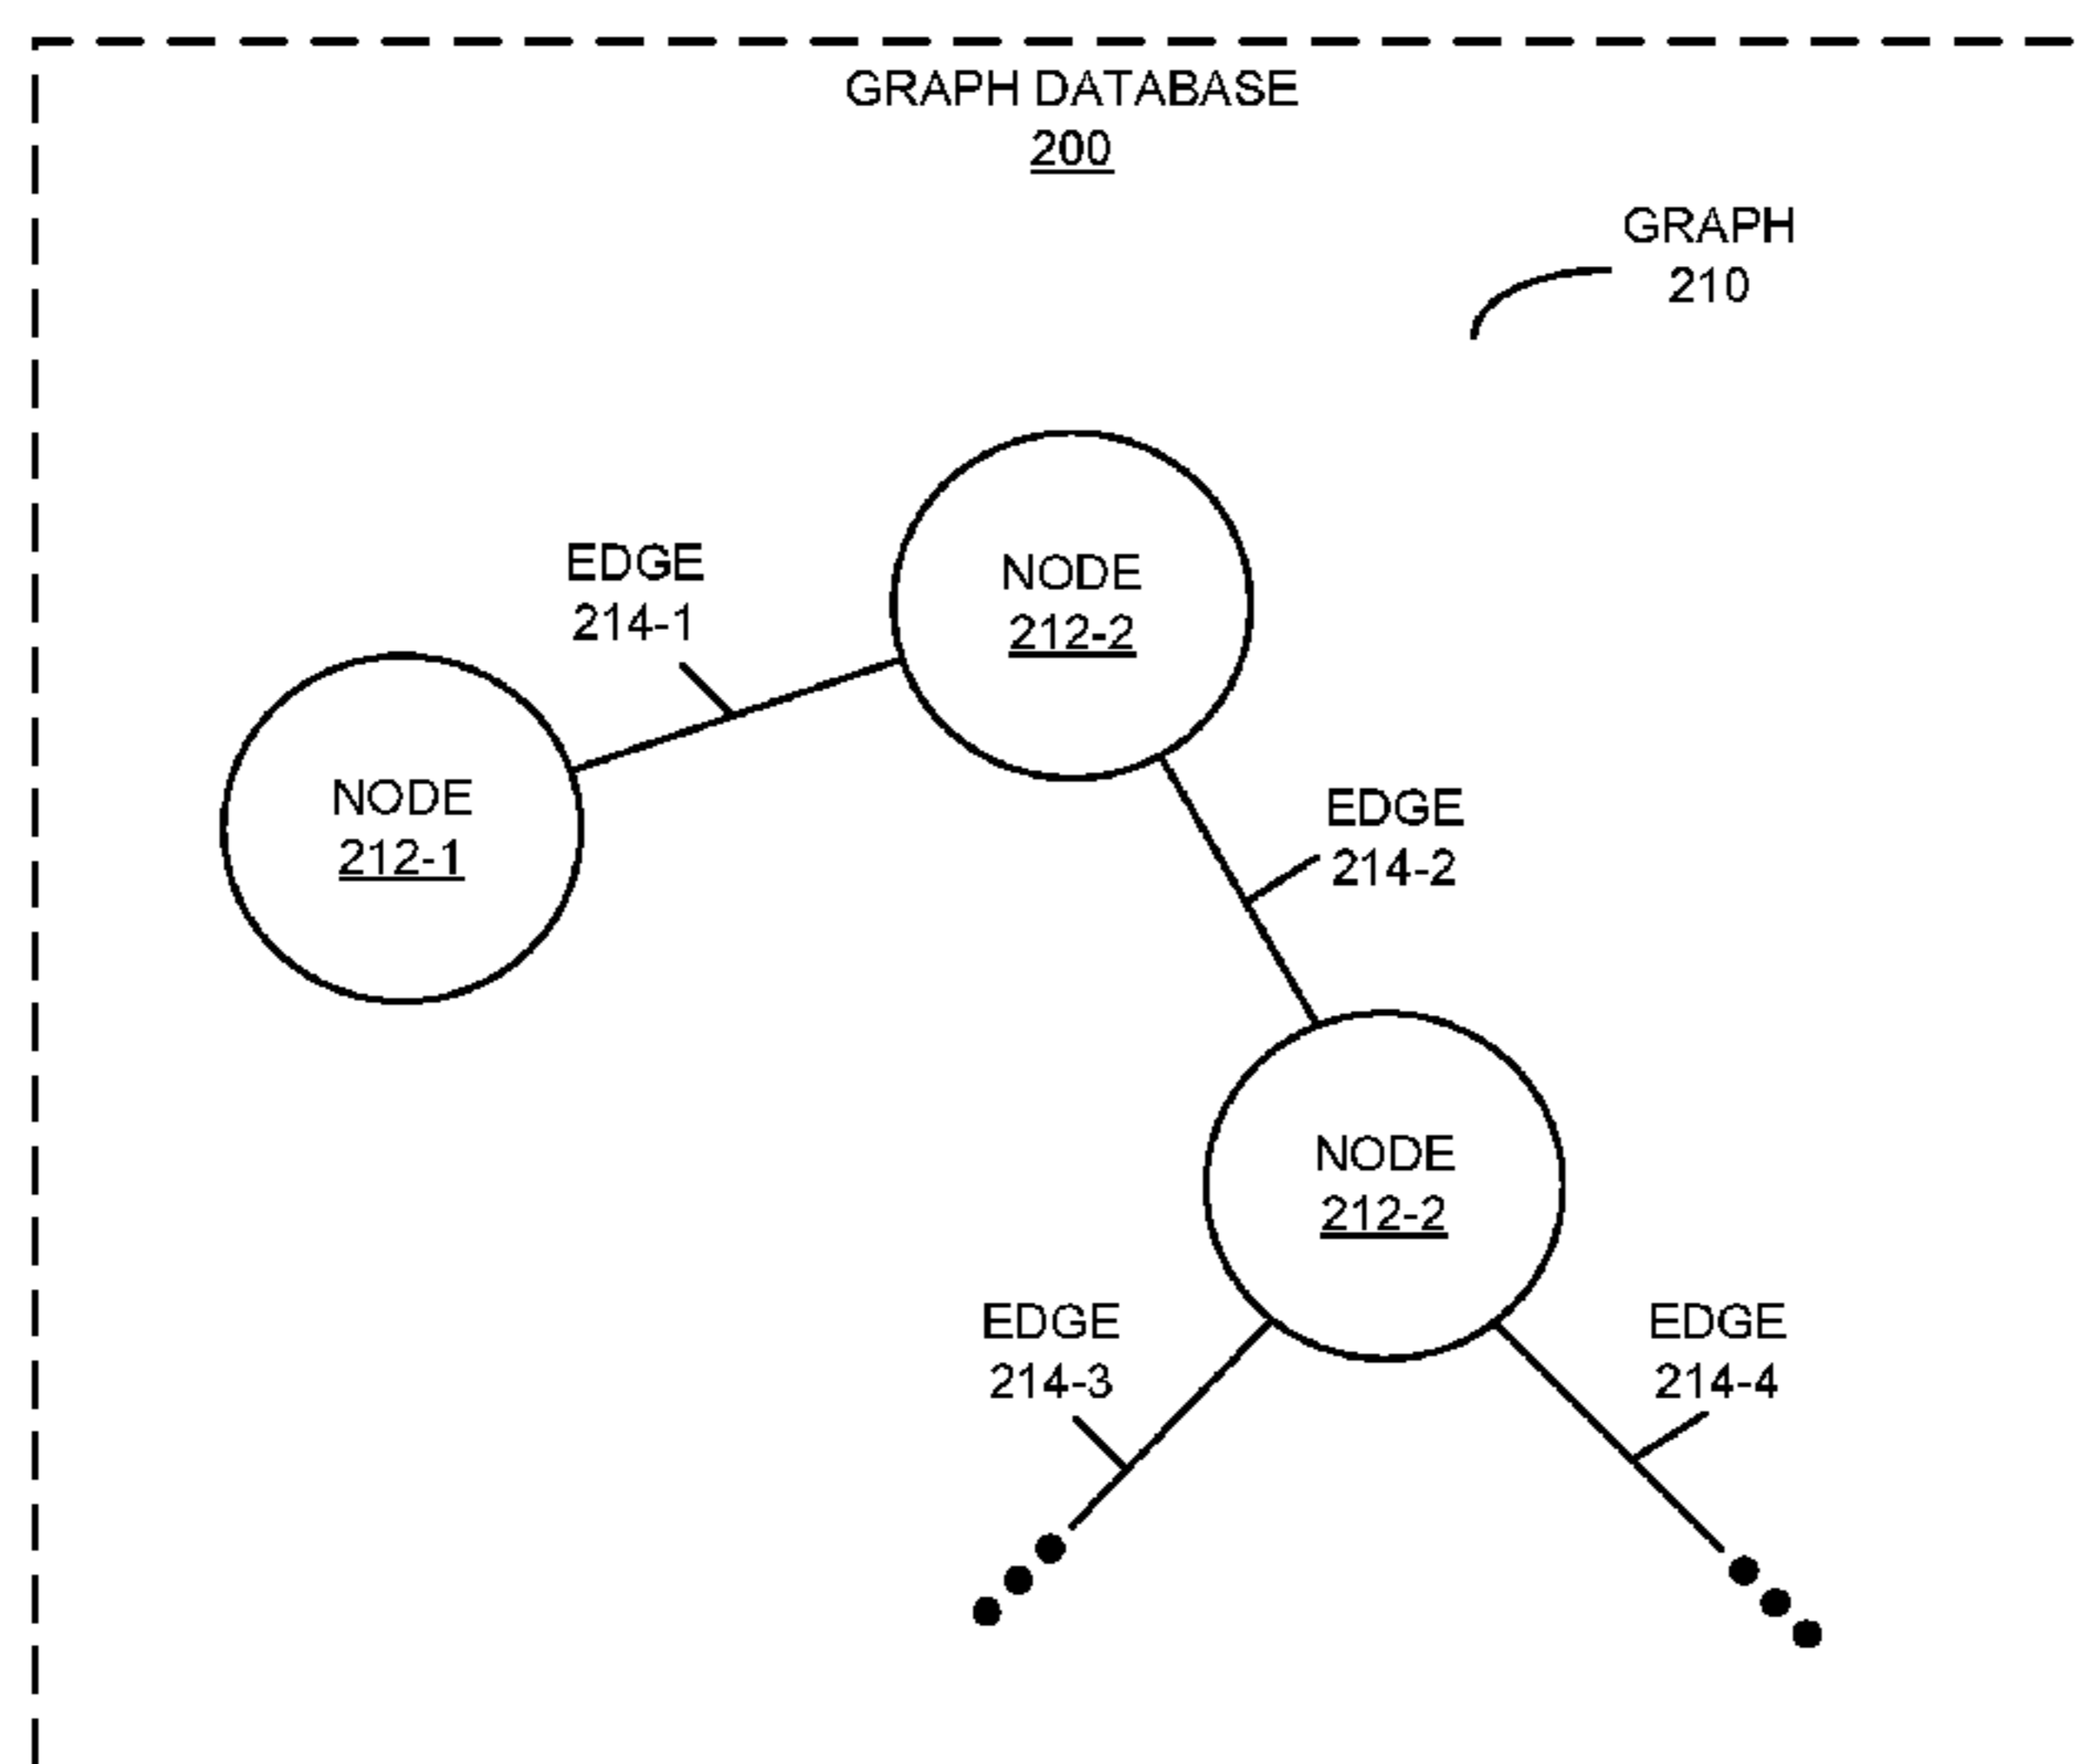 GRAPH DATABASE
200
GRAPH
210
EDGE
214-1
NODE
212-2
NODE
212-1
EDGE
214-2
NODE
212-2
EDGE
214-3
EDGE
214-4